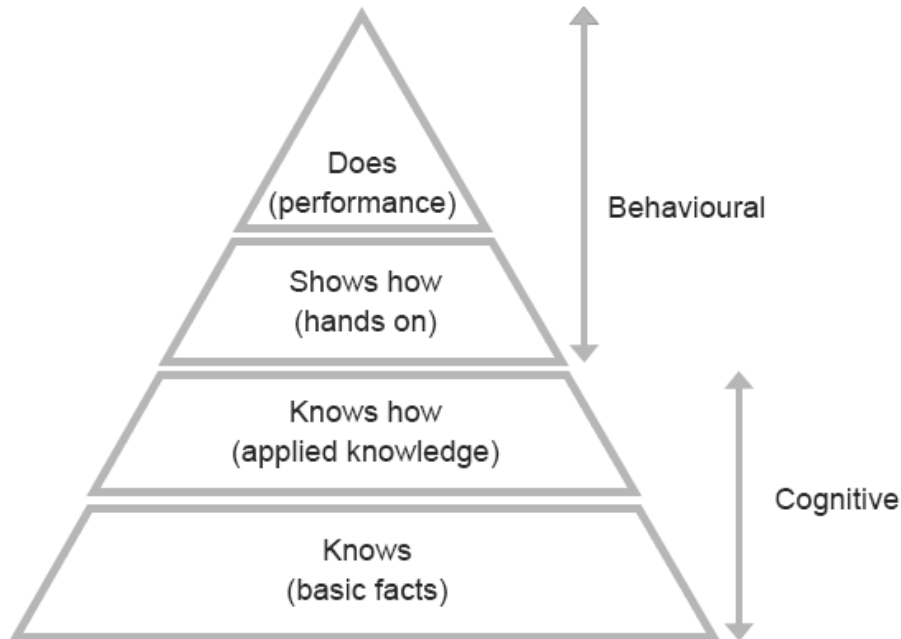 Does
(performance)
Behavioural
Shows how
(hands on)
Knows how
(applied knowledge)
Cognitive
Knows
(basic facts)